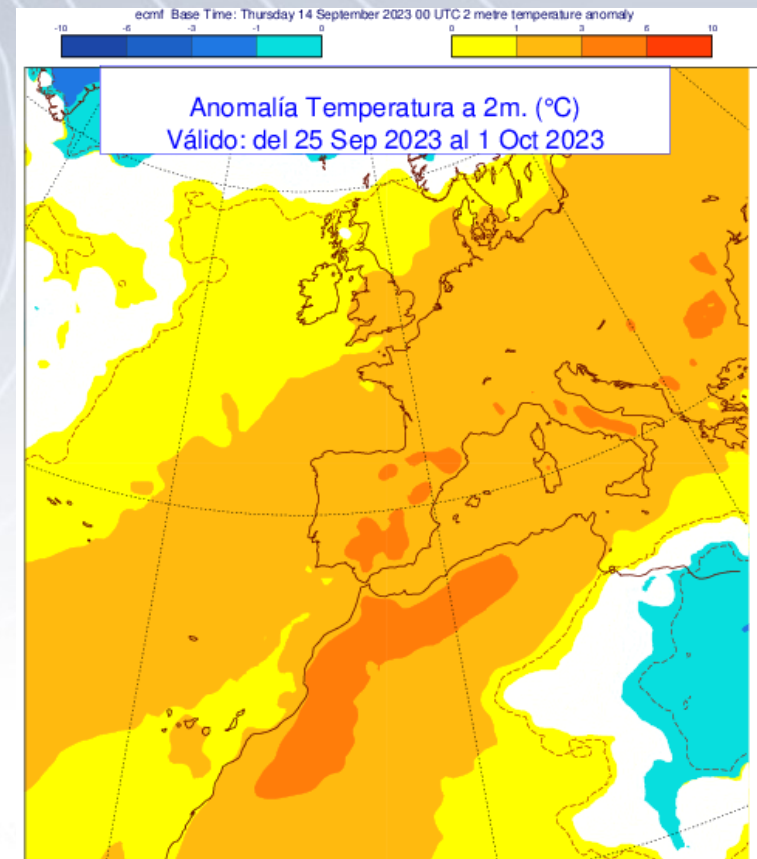 ecmf Base Time: Thursday 14 September 2023 00 UTC 2 metre temperature anomaly
-10 -6 -3 -1 0 0 1 3 6 10
Anomalía Temperatura a 2m. (°C)
Válido: del 25 Sep 2023 al 1 Oct 2023